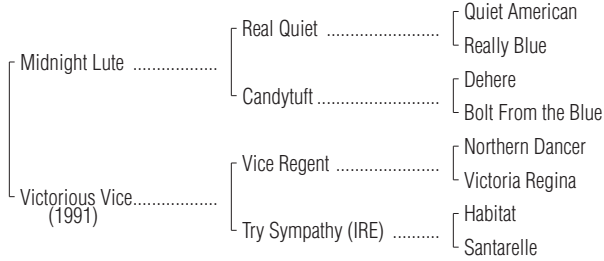 Quiet American
Real Quiet ..................
Really Blue
Midnight Lute .................
Dehere
Candytuft .........................
Bolt From the Blue
Northern Dancer
Vice Regent .....................
Victoria Regina
Victorious Vice.................
(1991)
Habitat
Try Sympathy (IRE) ..........
Santarelle